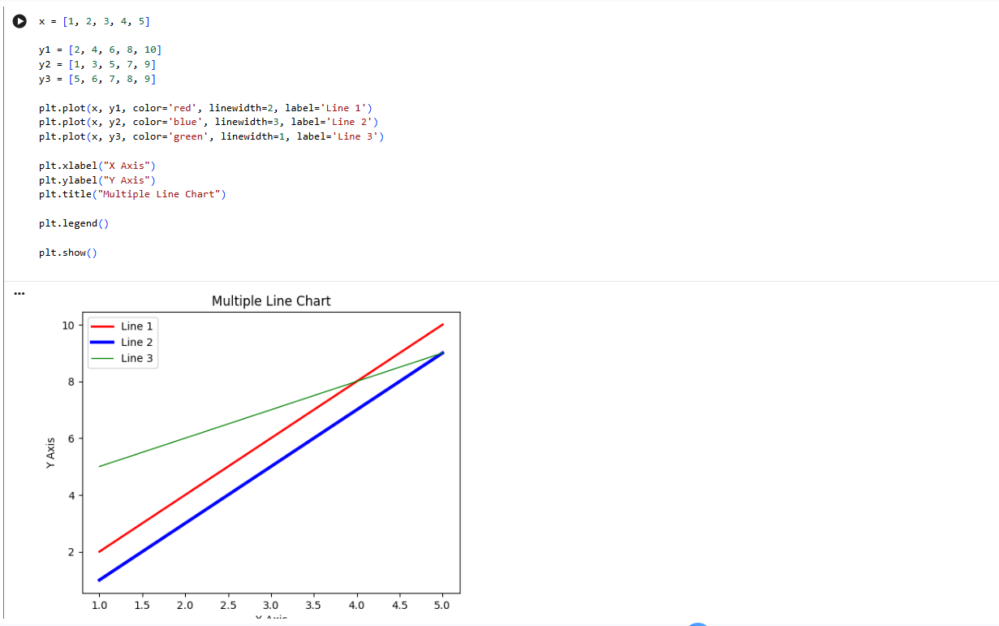 x = [1, 2, 3, 4, 5]
y1 = [2, 4, 6, 8, 10]
y2 = [1, 3, 5, 7, 9]
y3 = [5, 6, 7, 8, 9]
plt.plot(x, y1, color='red', linewidth=2, label='Line 1')
plt.plot(x, y2, color='blue', linewidth=3, label='Line 2')
plt.plot(x, y3, color='green', linewidth=1, label='Line 3')
plt.xlabel("X Axis")
plt.ylabel("Y Axis")
plt.title("Multiple Line Chart")
plt.legend()
plt.show()
Multiple Line Chart
Line 1
Line 2
Line 3
10
8
6
4
2
Y Axis
1.0 1.5 2.0 2.5 3.0 3.5 4.0 4.5 5.0
X Axis